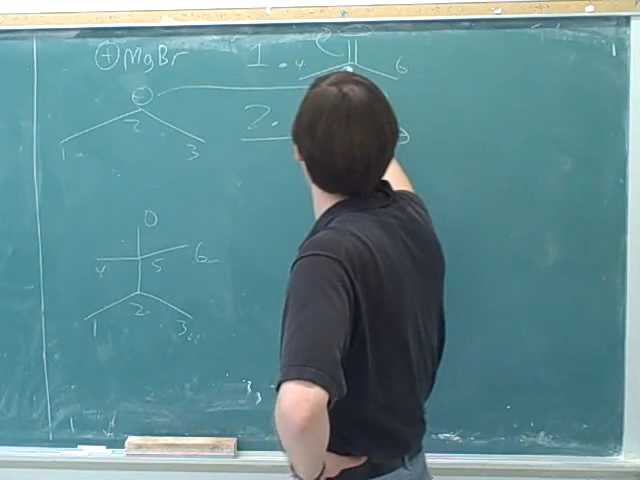 ⊕MgBr
1. 4 6
⊖ 2 1 3
2.
O
4 5 6
2
1 3